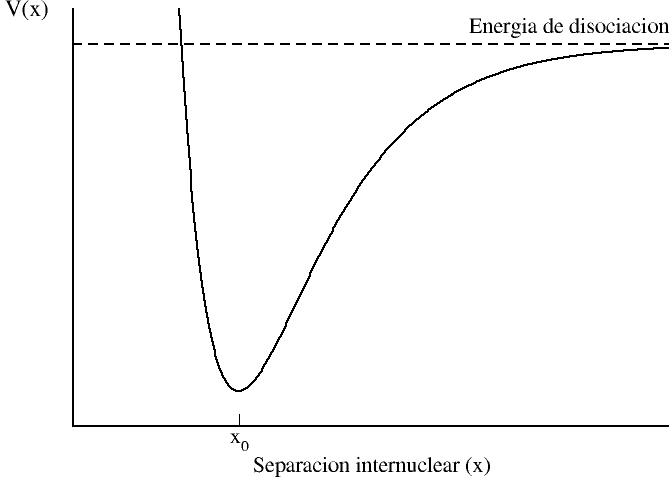 V(x)
Energia de disociacion
x₀
Separacion internuclear (x)